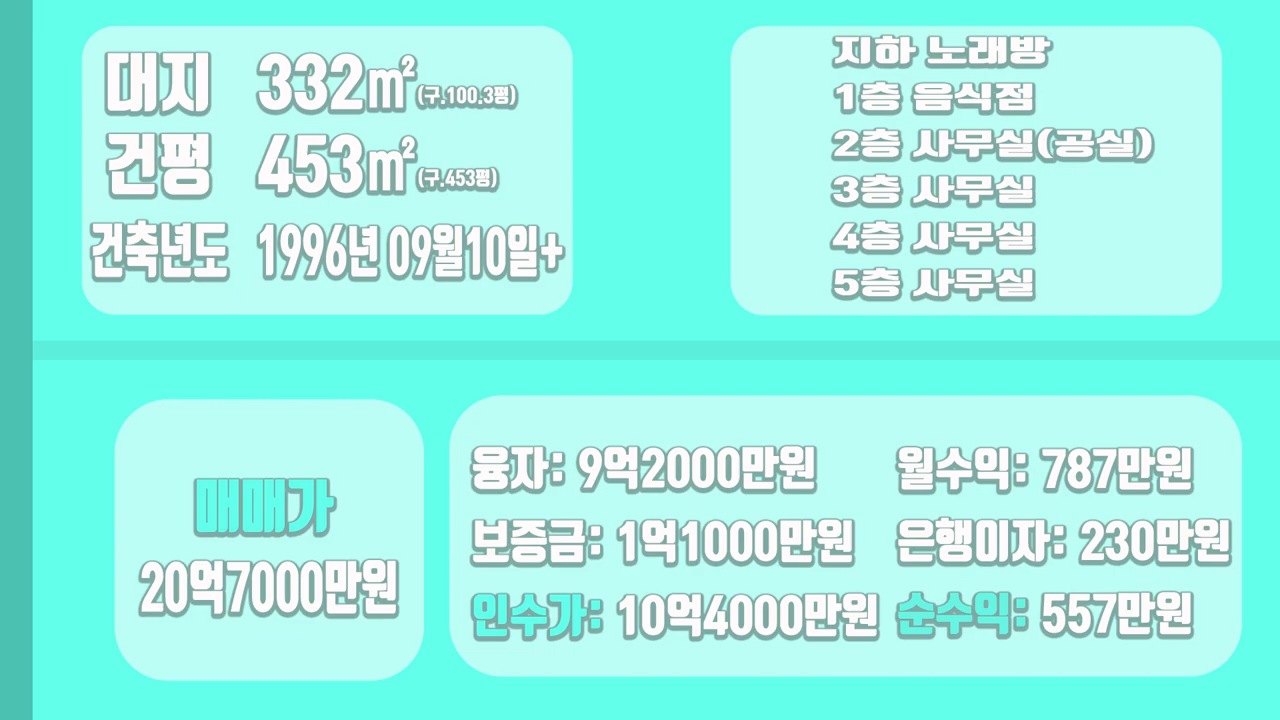 대지 332㎡(구.100.3평)
건평 453㎡(구.453평)
건축년도 1996년 09월10일+
지하 노래방
1층 음식점
2층 사무실(공실)
3층 사무실
4층 사무실
5층 사무실
매매가
20억7000만원
융자: 9억2000만원
보증금: 1억1000만원
인수가: 10억4000만원
월수익: 787만원
은행이자: 230만원
순수익: 557만원